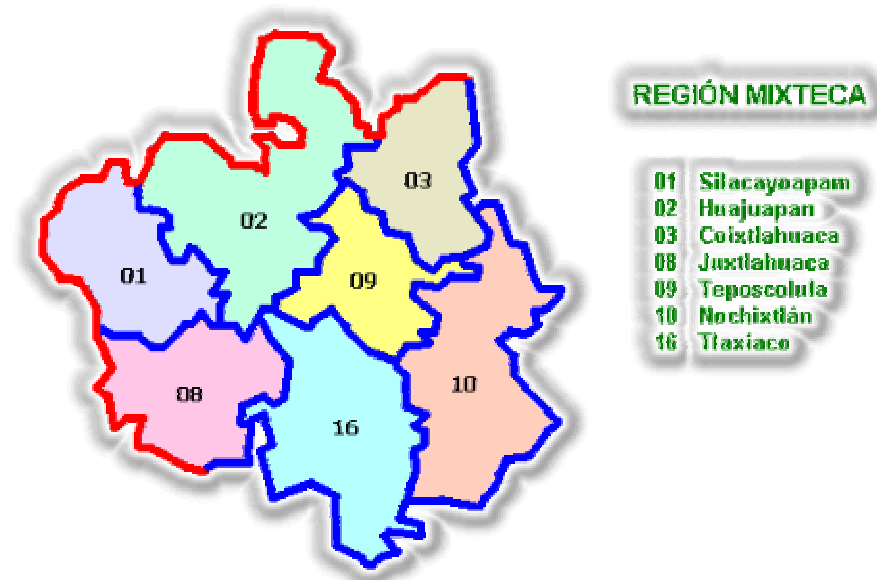 REGIÓN MIXTECA
01 Silacayoapam
02 Huajuapan
03 Coixtlahuaca
08 Juxtlahuaca
09 Teposcolula
10 Nochixtlán
16 Tlaxiaco
03
02
01
09
10
08
16